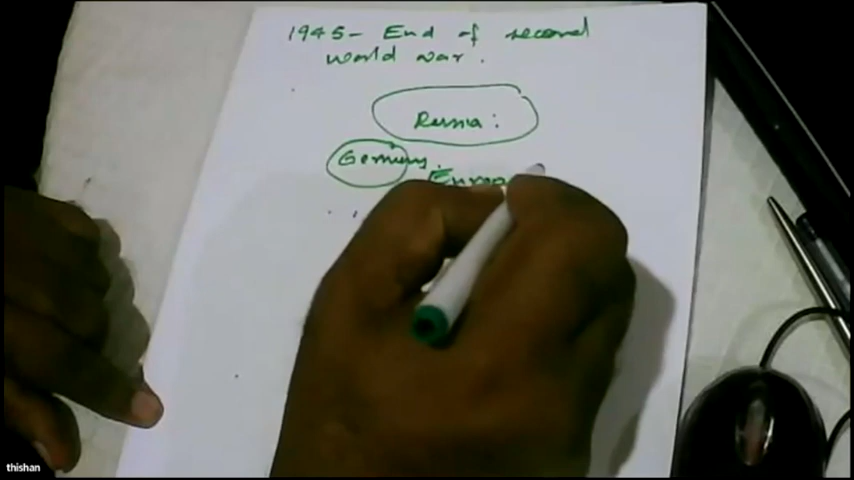 1945- End of second
world war.
Russia:
Germany.
thishan